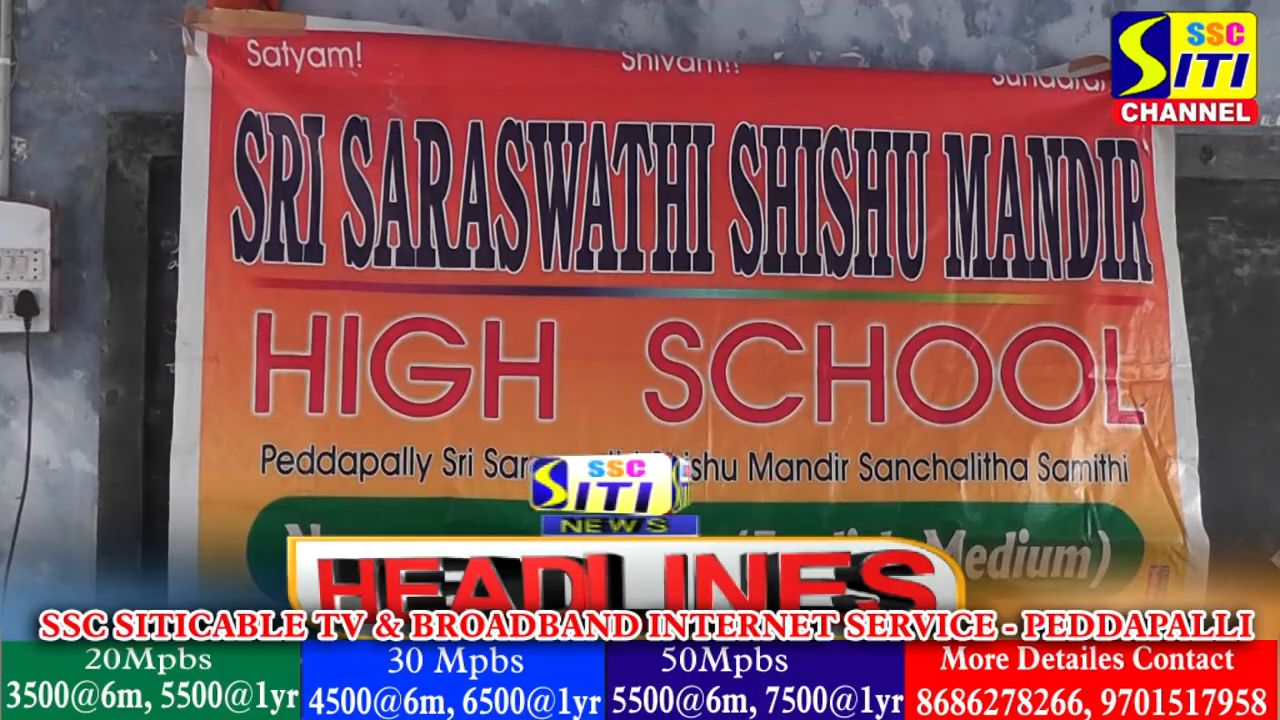 Satyam! Shivam!!
SSC
SITI
CHANNEL
SRI SARASWATHI SHISHU MANDIR
HIGH SCHOOL
Peddapally Sri Shishu Mandir Sanchalitha Samithi
SSC
SITI
NEWS
Medium)
HEADLINES
SSC SITICABLE TV & BROADBAND INTERNET SERVICE - PEDDAPALLI
20Mpbs
3500@6m, 5500@1yr
30 Mpbs
4500@6m, 6500@1yr
50Mpbs
5500@6m, 7500@1yr
More Detailes Contact
8686278266, 9701517958